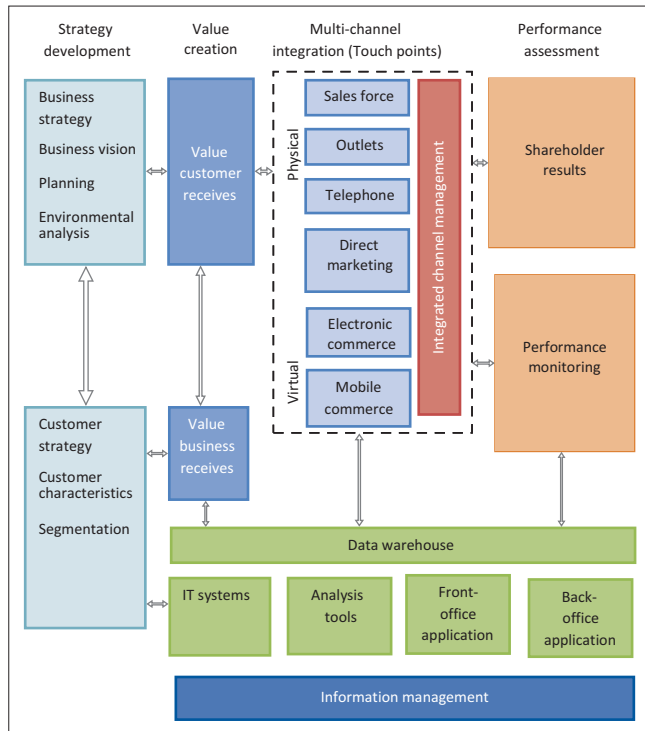 Strategy
development
Value
creation
Multi-channel
integration (Touch points)
Performance
assessment
Business
strategy
Business vision
Planning
Environmental
analysis
Value
customer
receives
Physical
Virtual
Sales force
Outlets
Telephone
Direct
marketing
Electronic
commerce
Mobile
commerce
Integrated channel management
Shareholder
results
Performance
monitoring
Customer
strategy
Customer
characteristics
Segmentation
Value
business
receives
Data warehouse
IT systems
Analysis
tools
Front-
office
application
Back-
office
application
Information management